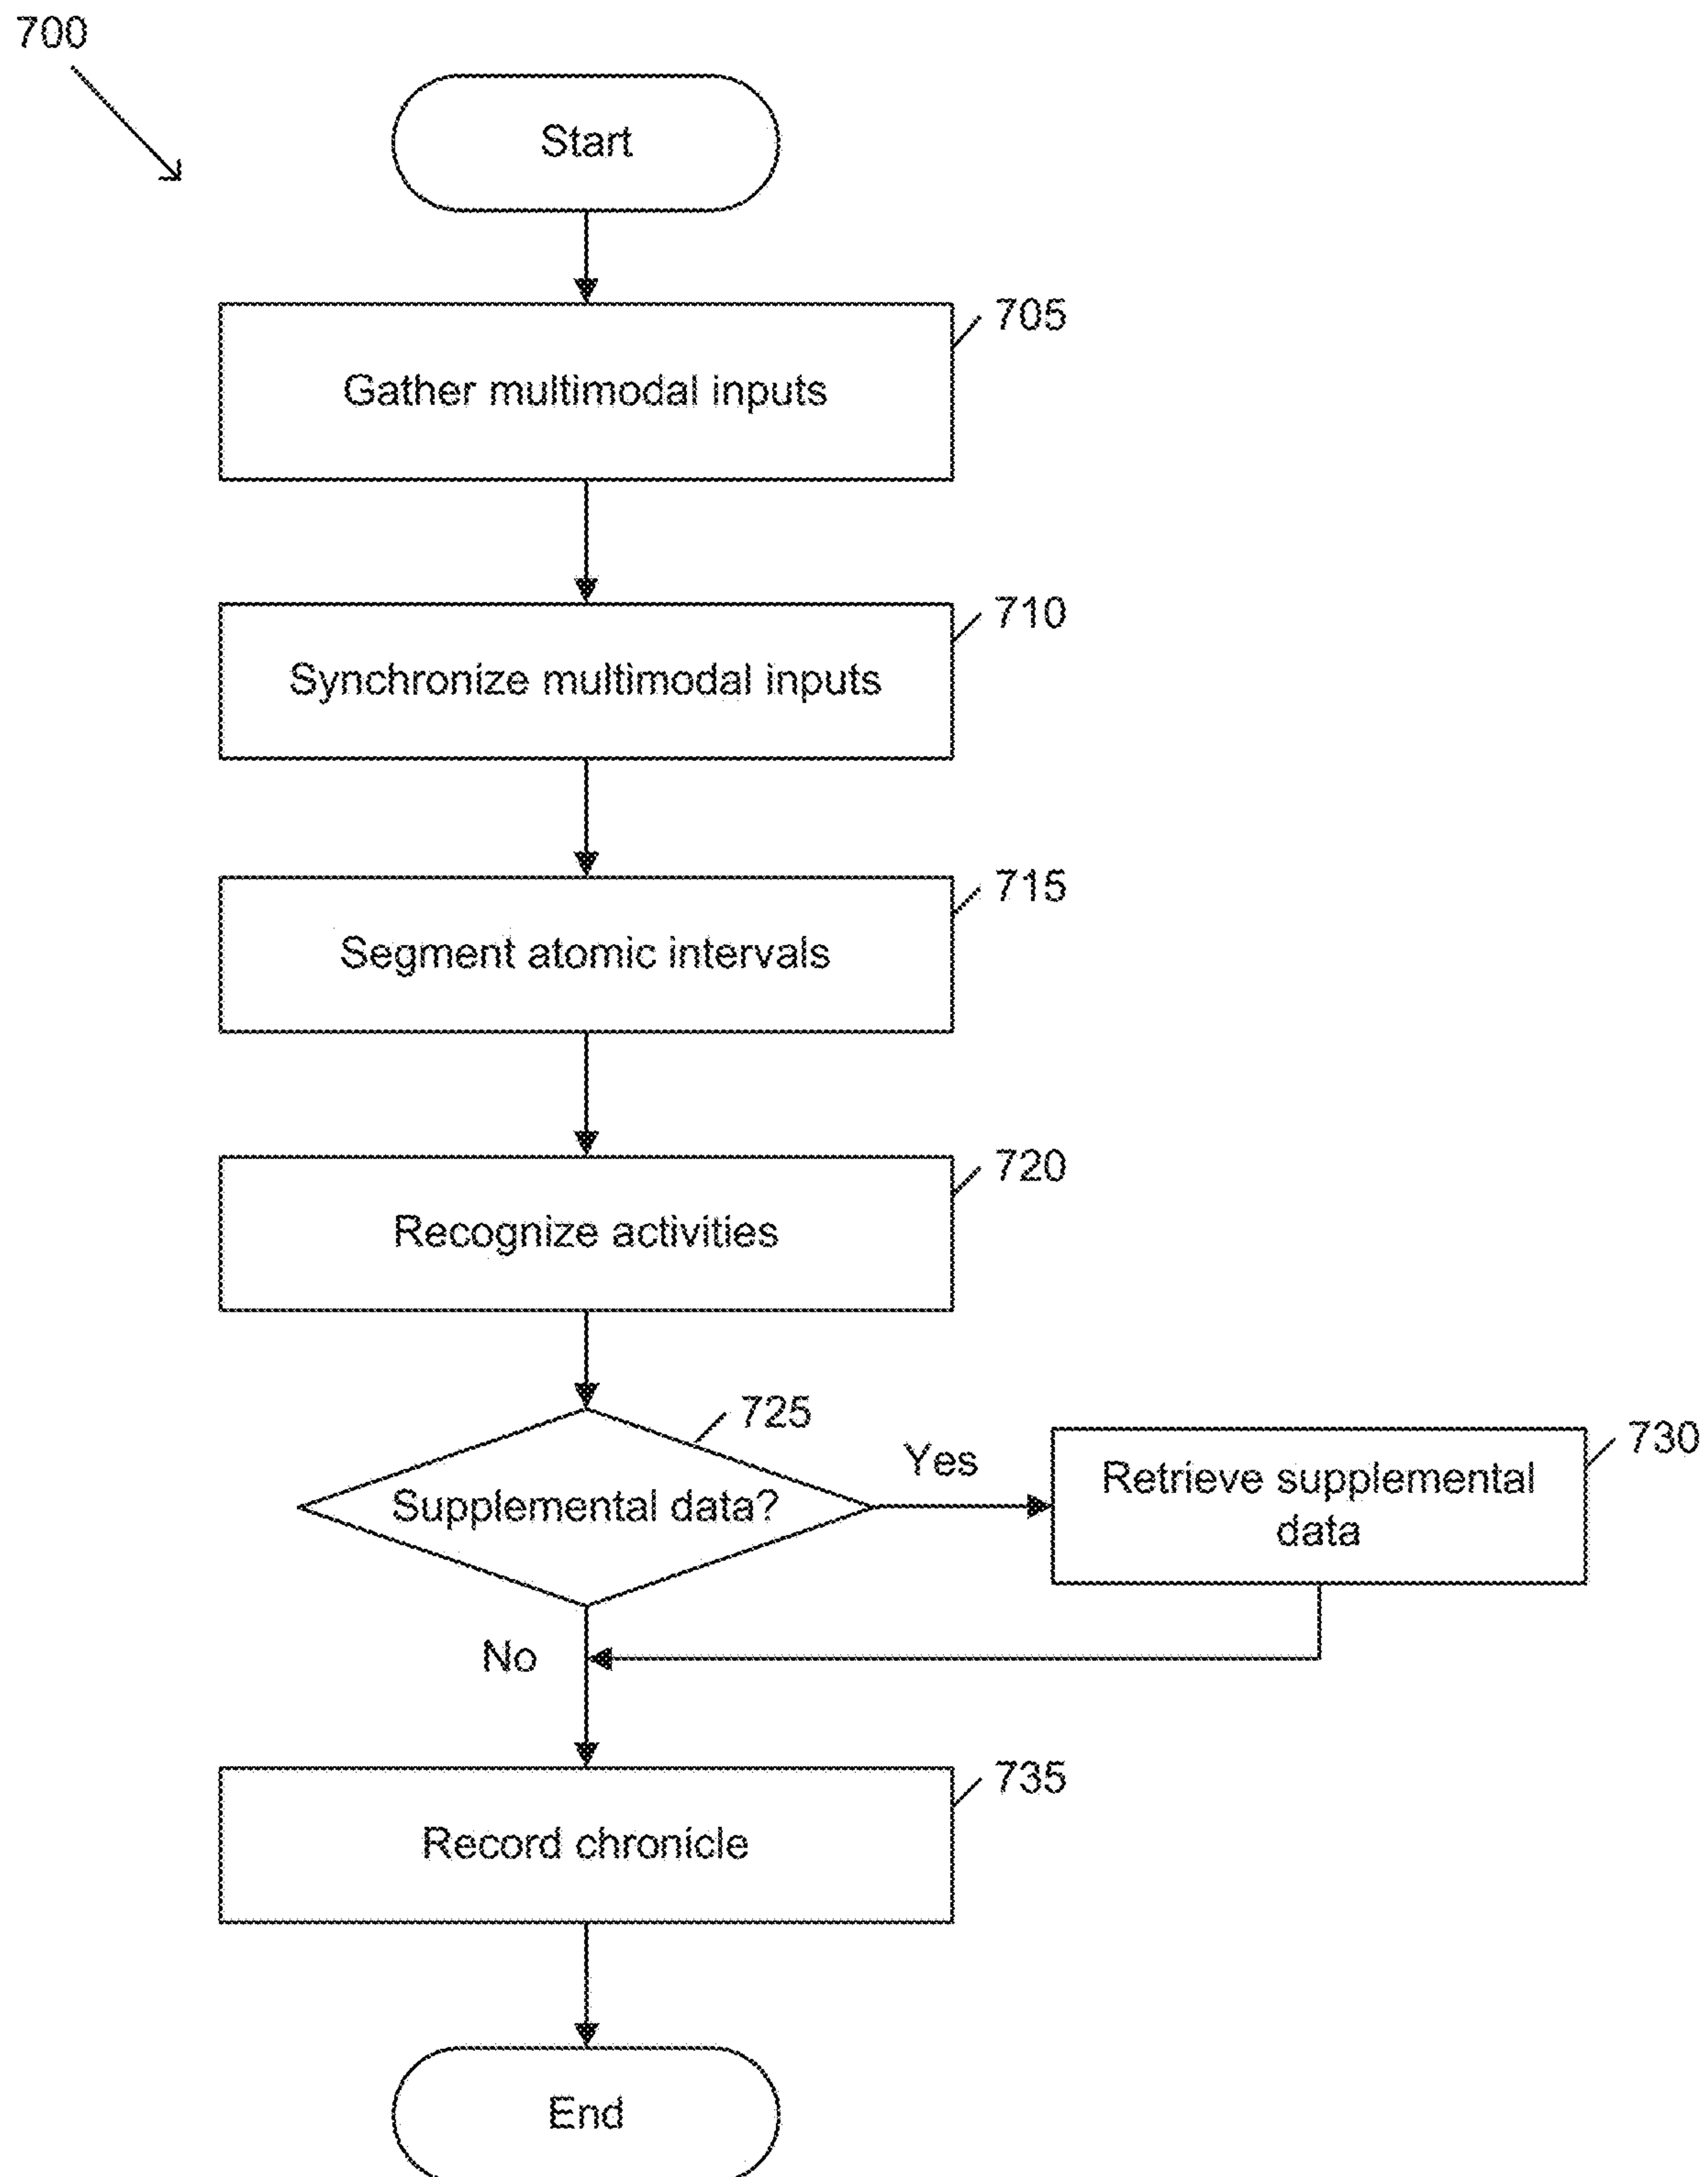 700
Start
705
Gather multimodal inputs
710
Synchronize multimodal inputs
715
Segment atomic intervals
720
Recognize activities
725
Supplemental data?
Yes
730
Retrieve supplemental
data
No
735
Record chronicle
End